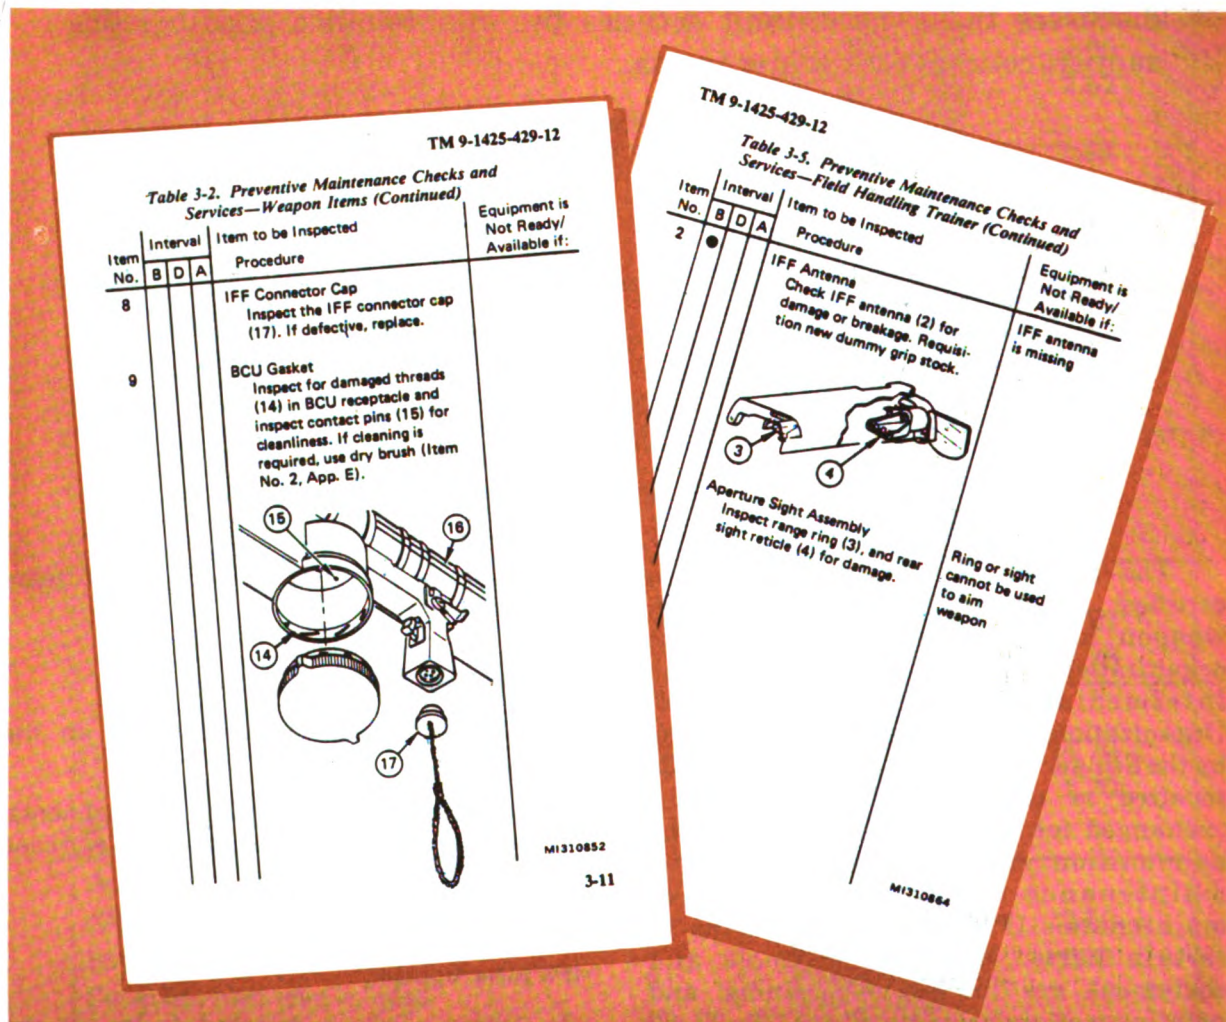 TM 9-1425-429-12
Table 3-2. Preventive Maintenance Checks and
Services—Weapon Items (Continued)
Item
No.
Interval
B D A
Item to be Inspected
Procedure
Equipment is
Not Ready/
Available if:
8
IFF Connector Cap
Inspect the IFF connector cap
(17). If defective, replace.
9
BCU Gasket
Inspect for damaged threads
(14) in BCU receptacle and
inspect contact pins (15) for
cleanliness. If cleaning is
required, use dry brush (Item
No. 2, App. E).
15
16
14
17
MI310852
3-11
TM 9-1425-429-12
Table 3-5. Preventive Maintenance Checks and
Services—Field Handling Trainer (Continued)
Item
No.
Interval
B D A
Item to be Inspected
Procedure
Equipment is
Not Ready/
Available if:
2
IFF Antenna
Check IFF antenna (2) for
damage or breakage. Requisi-
tion new dummy grip stock.
IFF antenna
is missing
3
4
Aperture Sight Assembly
Inspect range ring (3), and rear
sight reticle (4) for damage.
Ring or sight
cannot be used
to aim
weapon
MI310864